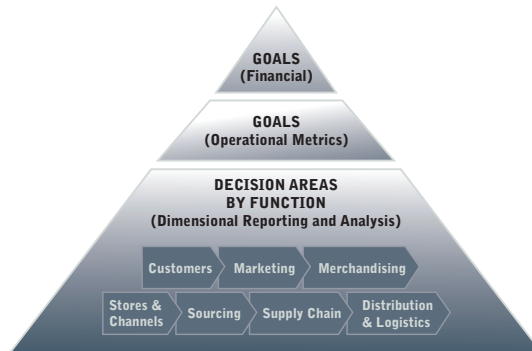 GOALS
(Financial)
GOALS
(Operational Metrics)
DECISION AREAS
BY FUNCTION
(Dimensional Reporting and Analysis)
Customers
Marketing
Merchandising
Stores &
Channels
Sourcing
Supply Chain
Distribution
& Logistics